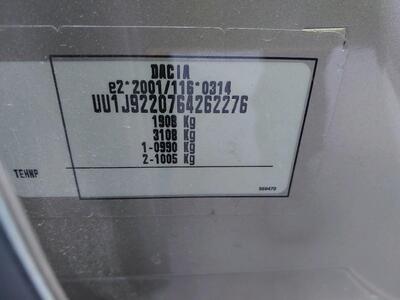 DACIA
e2*2001/116*0314
UU1J9220764262276
1908 Kg
3108 Kg
1-0990 Kg
2-1005 Kg
TEHNP